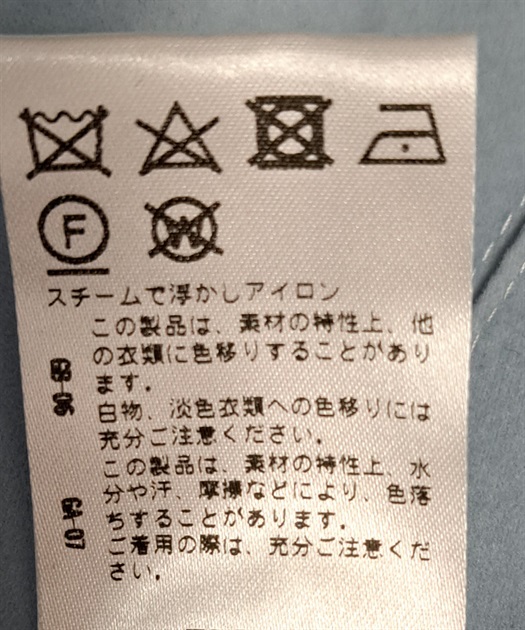 F W
スチームで浮かしアイロン
この製品は、素材の特性上、他
の衣類に色移りすることがあり
ます。
白物、淡色衣類への色移りには
充分ご注意ください。
この製品は、素材の特性上、水
分や汗、摩擦などにより、色落
ちすることがあります。
ご着用の際は、充分ご注意くだ
さい。